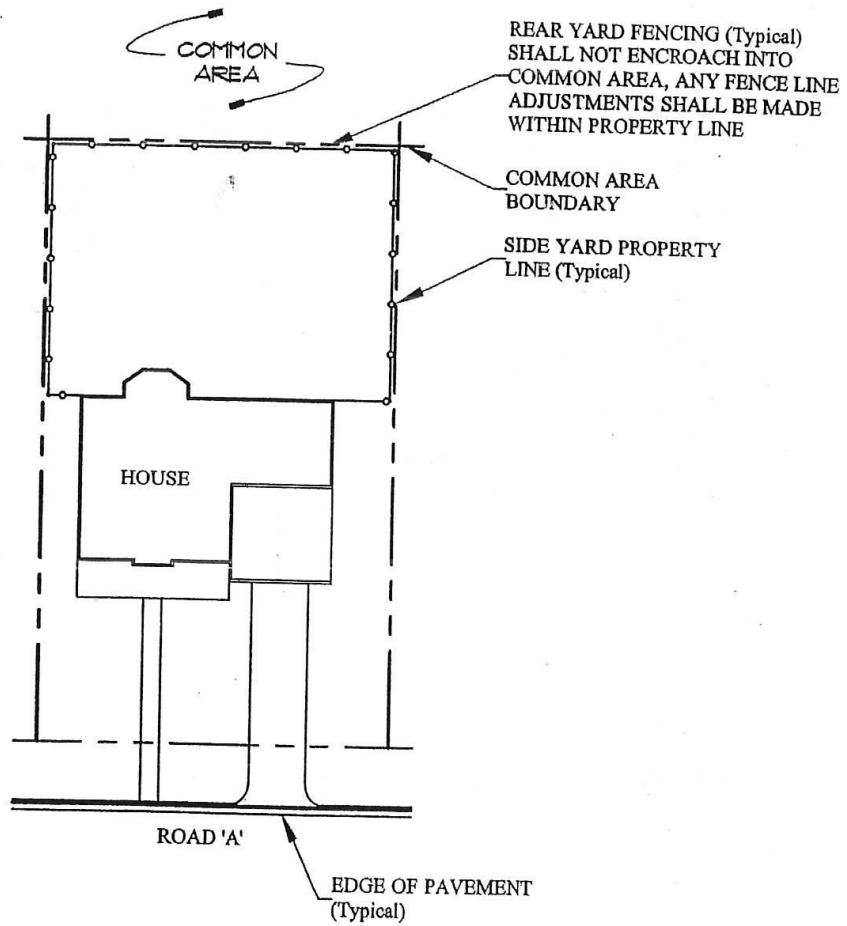 COMMON
AREA
REAR YARD FENCING (Typical)
SHALL NOT ENCROACH INTO
COMMON AREA, ANY FENCE LINE
ADJUSTMENTS SHALL BE MADE
WITHIN PROPERTY LINE
COMMON AREA
BOUNDARY
SIDE YARD PROPERTY
LINE (Typical)
HOUSE
ROAD 'A'
EDGE OF PAVEMENT
(Typical)